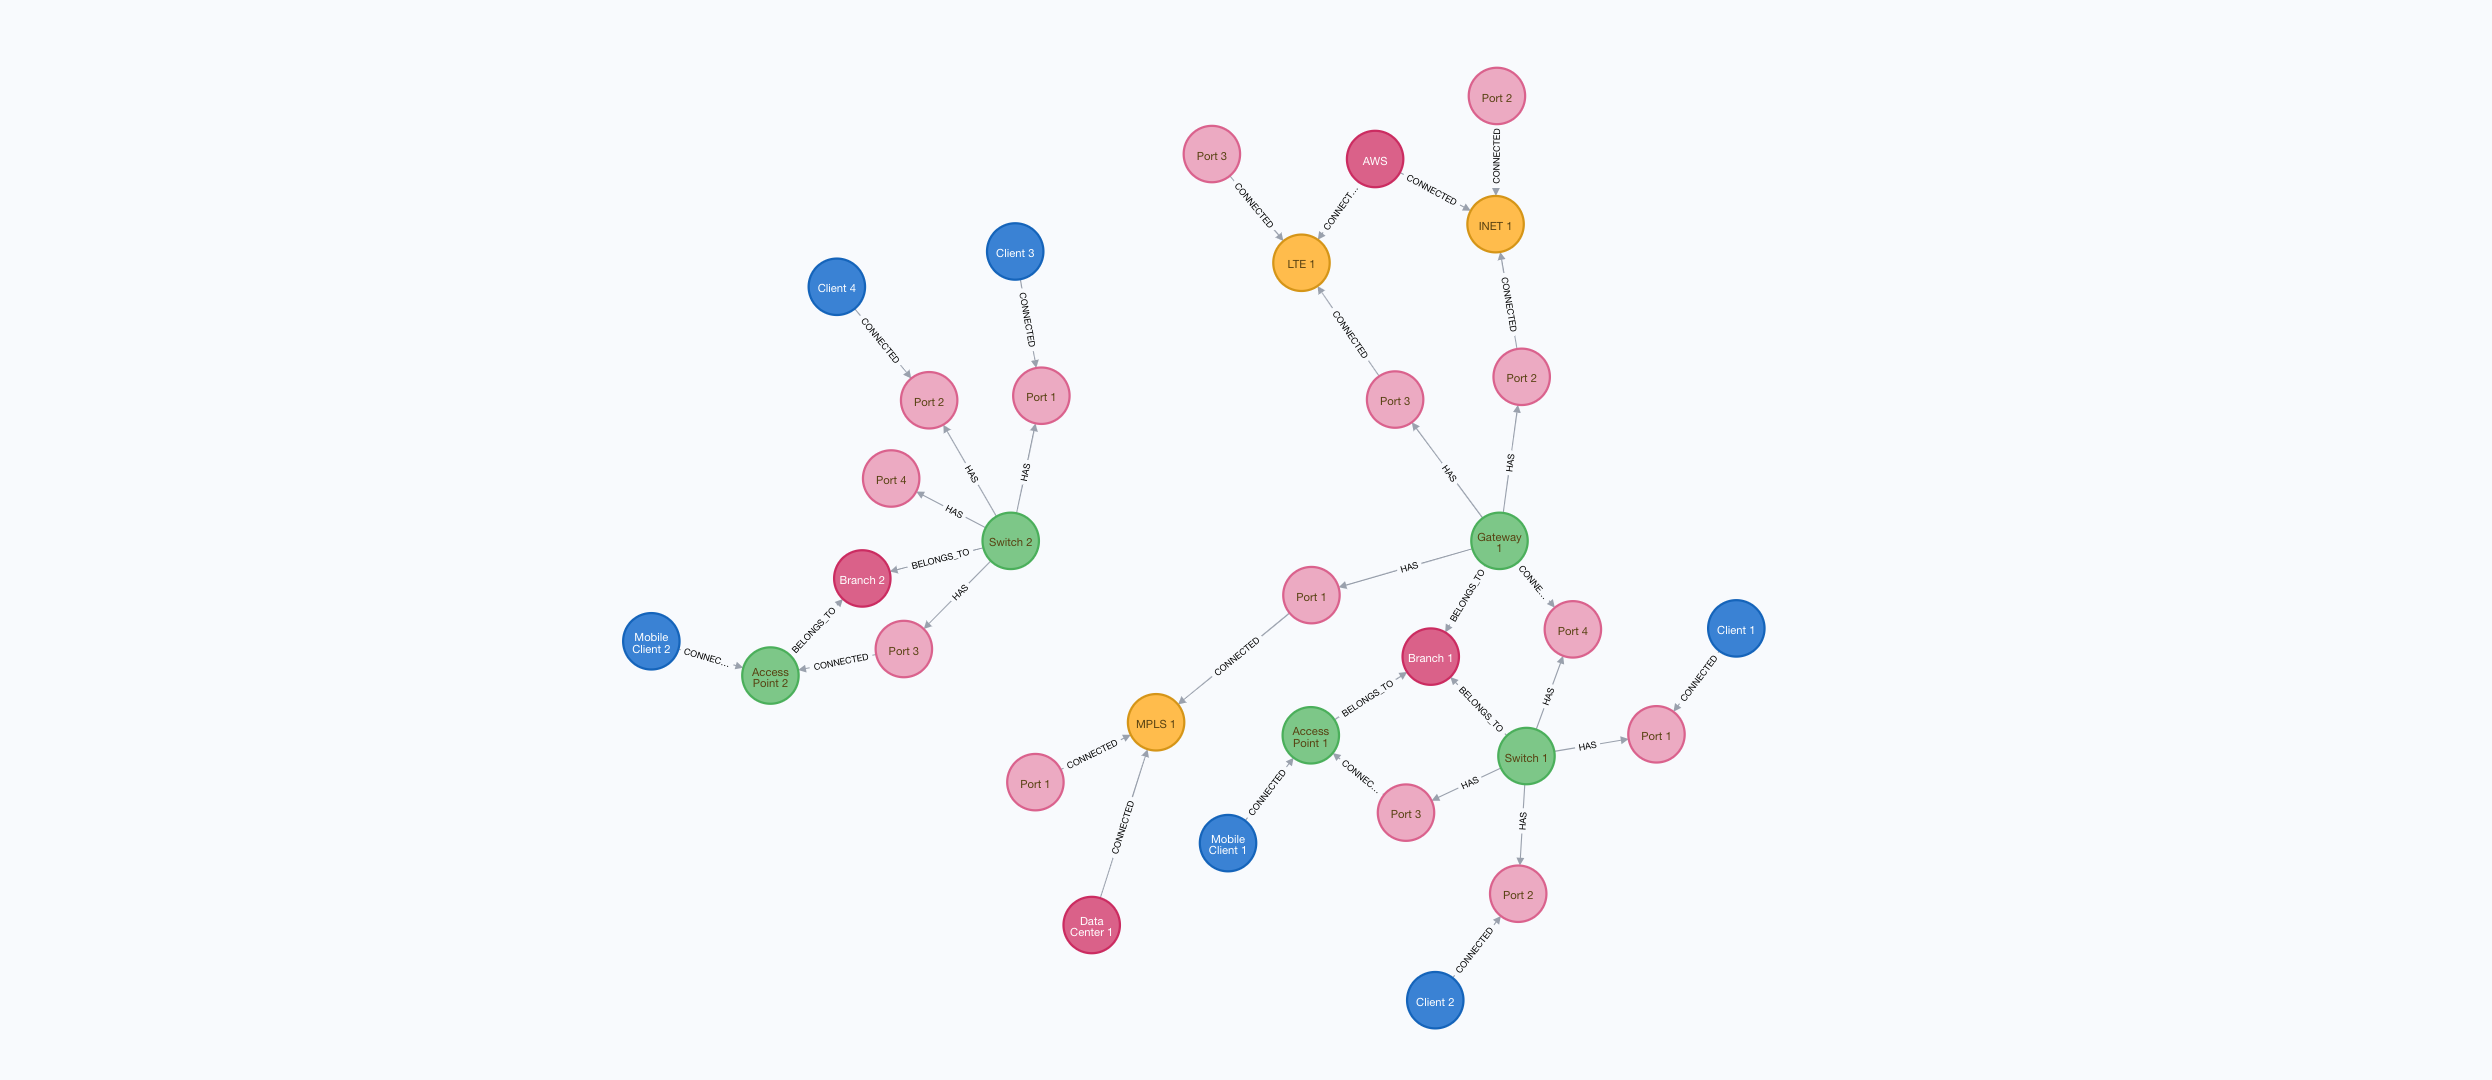 Port 2
CONNECTED
Port 3
CONNECTED
AWS
CONNECT...
CONNECTED
INET 1
LTE 1
CONNECTED
CONNECTED
Port 3
Port 2
HAS
HAS
Client 3
CONNECTED
Client 4
CONNECTED
Port 2
Port 1
HAS
HAS
Port 4
HAS
Switch 2
BELONGS_TO
Branch 2
HAS
BELONGS_TO
Mobile
Client 2
CONNEC...
Access
Point 2
CONNECTED
Port 3
Gateway
1
HAS
Port 1
BELONGS_TO
CONNE...
Port 4
Client 1
CONNECTED
CONNECTED
Branch 1
HAS
BELONGS_TO
BELONGS_TO
MPLS 1
CONNECTED
Port 1
CONNECTED
Data
Center 1
Access
Point 1
CONNECTED
CONNEC...
Mobile
Client 1
Switch 1
HAS
Port 1
HAS
Port 3
HAS
Port 2
CONNECTED
Client 2